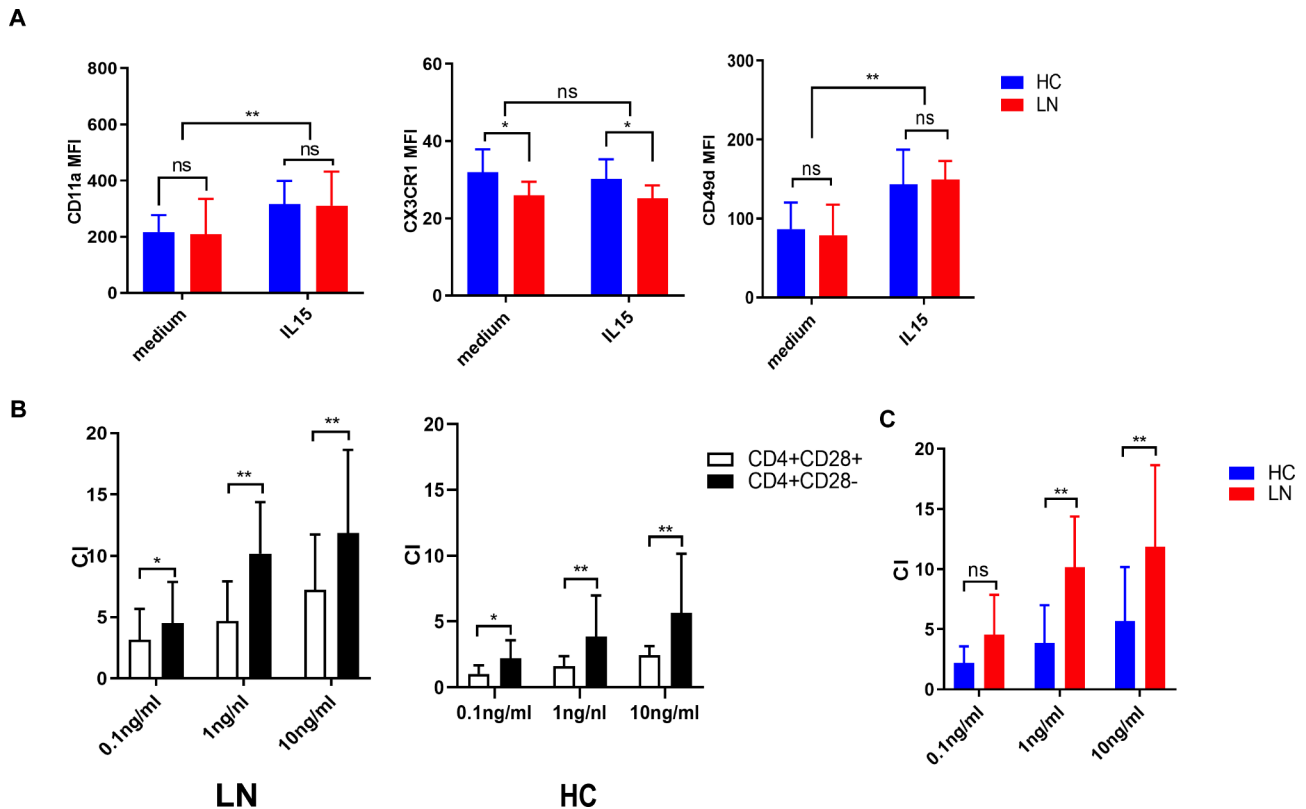 A
CD11a MFI
800
600
400
200
0
**
ns
ns
medium
IL15
CX3CR1 MFI
60
40
20
0
ns
*
*
medium
IL15
CD49d MFI
300
200
100
0
**
ns
ns
medium
IL15
HC
LN
B
CI
20
15
10
5
0
*
**
**
0.1ng/ml
1ng/nl
10ng/ml
LN
CI
20
15
10
5
0
*
**
**
0.1ng/ml
1ng/nl
10ng/ml
HC
CD4+CD28+
CD4+CD28-
C
CI
20
15
10
5
0
ns
**
**
0.1ng/ml
1ng/ml
10ng/ml
HC
LN